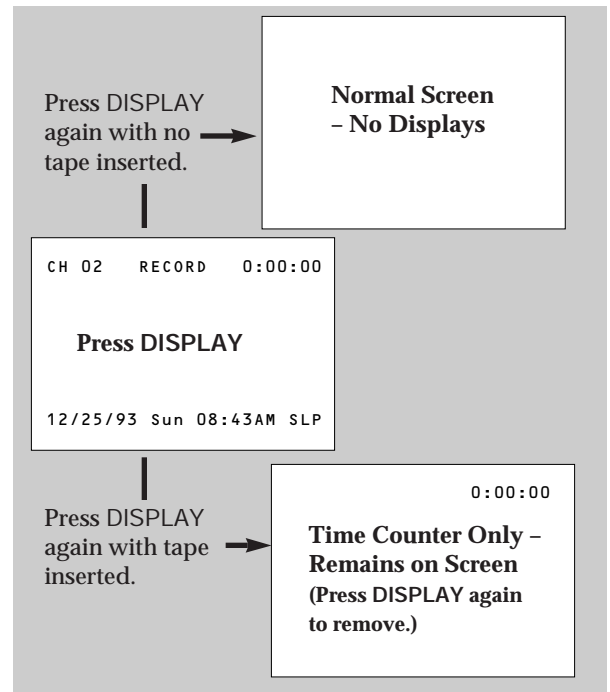 Press DISPLAY
again with no
tape inserted.
Normal Screen
– No Displays
CH 02 RECORD 0:00:00
Press DISPLAY
12/25/93 Sun 08:43AM SLP
Press DISPLAY
again with tape
inserted.
0:00:00
Time Counter Only –
Remains on Screen
(Press DISPLAY again
to remove.)